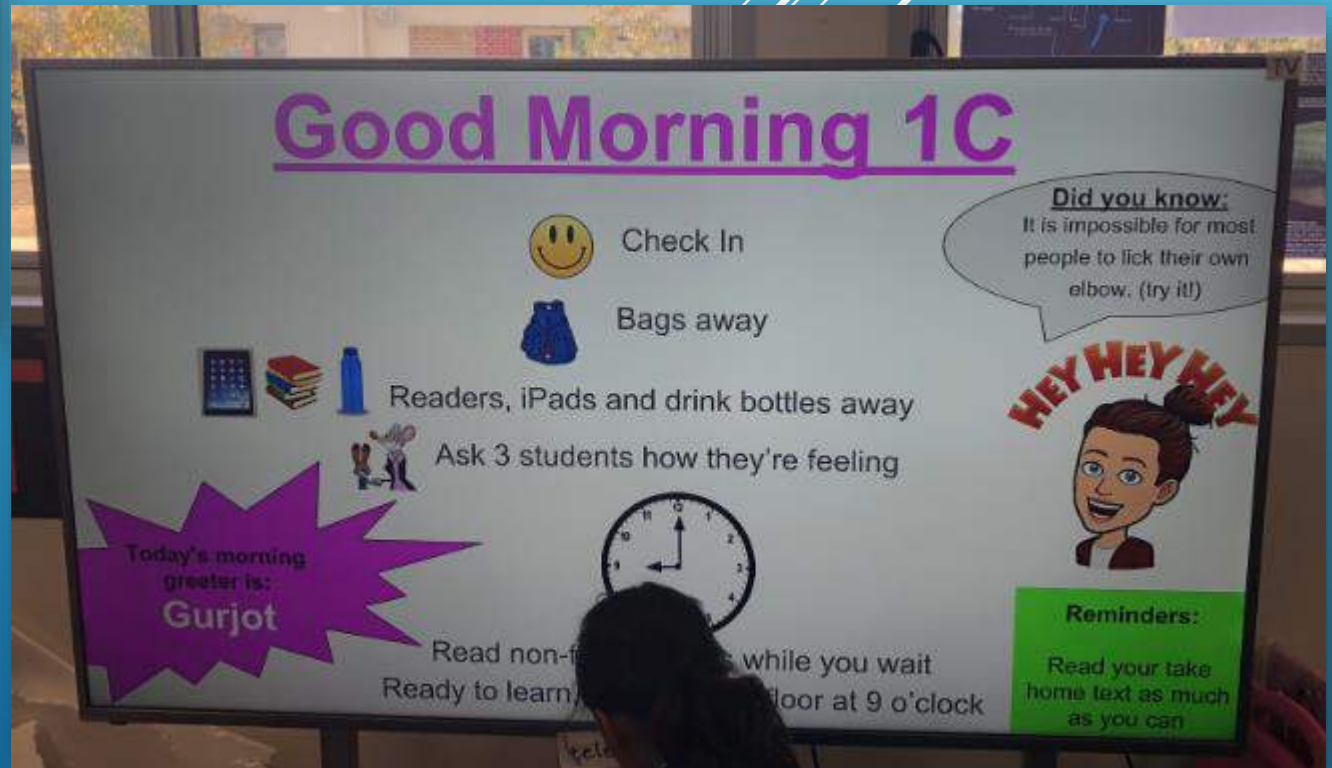 Good Morning 1C
Did you know:
It is impossible for most
people to lick their own
elbow. (try it!)
Check In
Bags away
Readers, iPads and drink bottles away
Ask 3 students how they're feeling
HEY HEY HEY
Today's morning
greeter is:
Gurjot
Read while you wait
Ready to learn, at 9 o'clock
Reminders:
Read your take
home text as much
as you can
TV